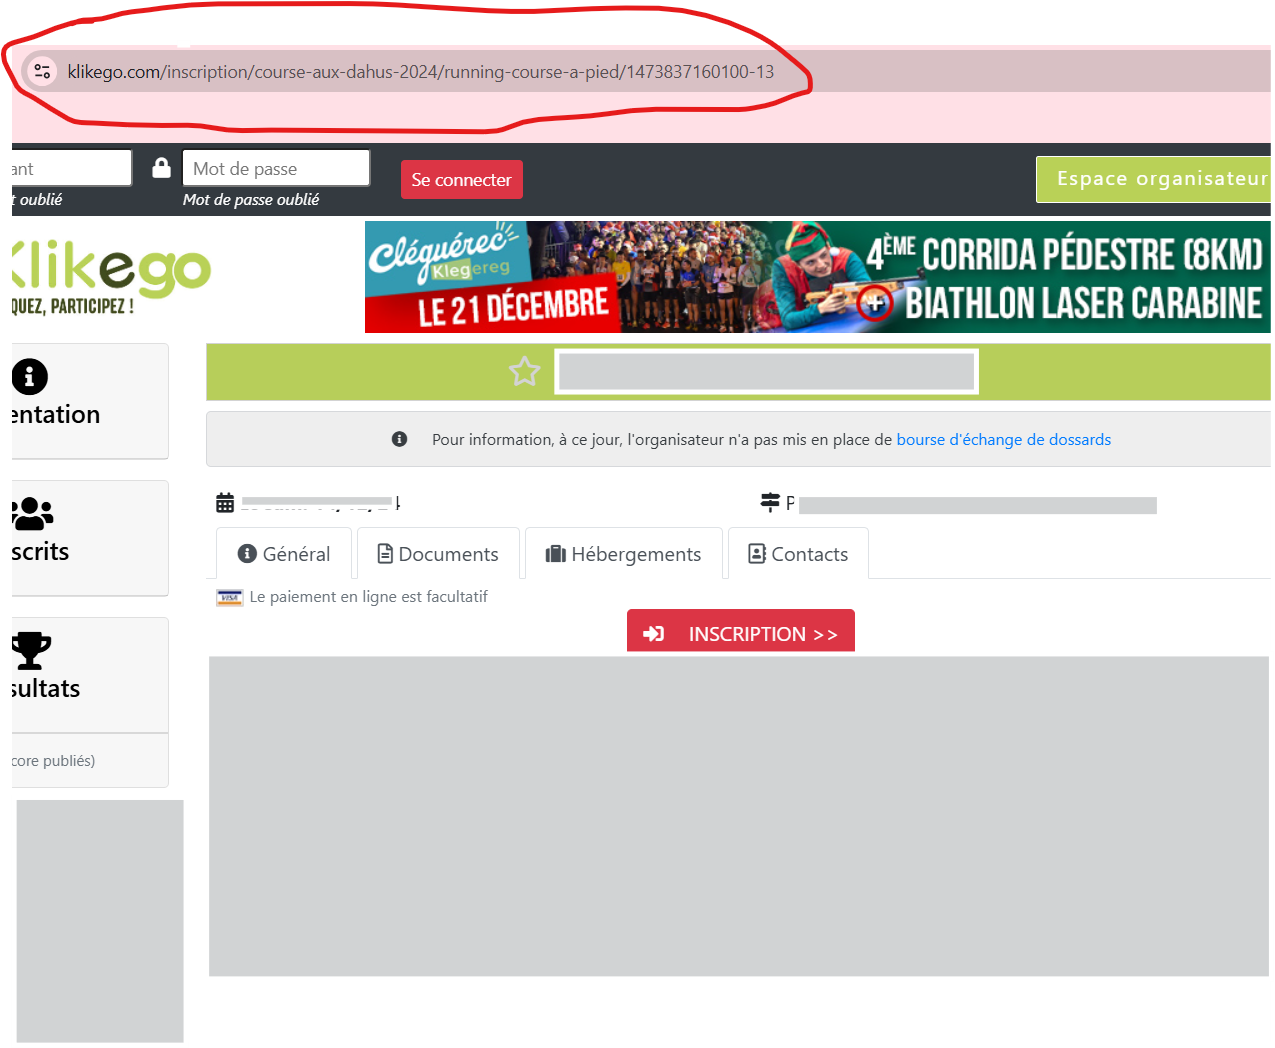 klikego.com/inscription/course-aux-dahus-2024/running-course-a-pied/1473837160100-13
ant
Mot de passe
Se connecter
Espace organisateur
t oublié
Mot de passe oublié
Klikego
QUEZ, PARTICIPEZ !
Cléguérec
Klegereg
LE 21 DÉCEMBRE
4ÈME CORRIDA PÉDESTRE (8KM)
+ BIATHLON LASER CARABINE
entation
Pour information, à ce jour, l'organisateur n'a pas mis en place de bourse d'échange de dossards
scrits
P
Général
Documents
Hébergements
Contacts
VISA Le paiement en ligne est facultatif
INSCRIPTION >>
sultats
core publiés)